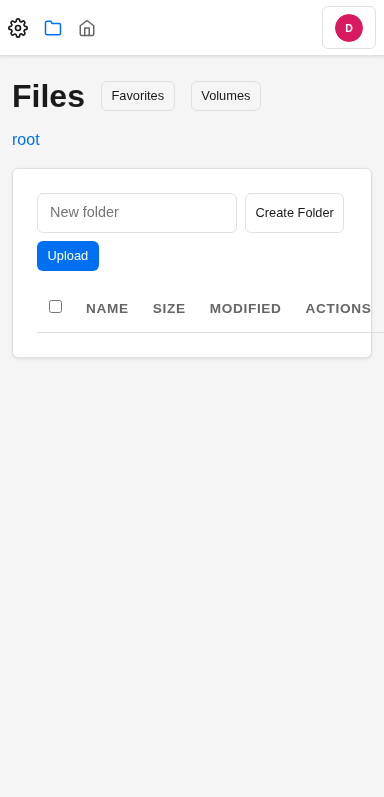 D
Files Favorites Volumes
root
New folder Create Folder
Upload
NAME SIZE MODIFIED ACTIONS